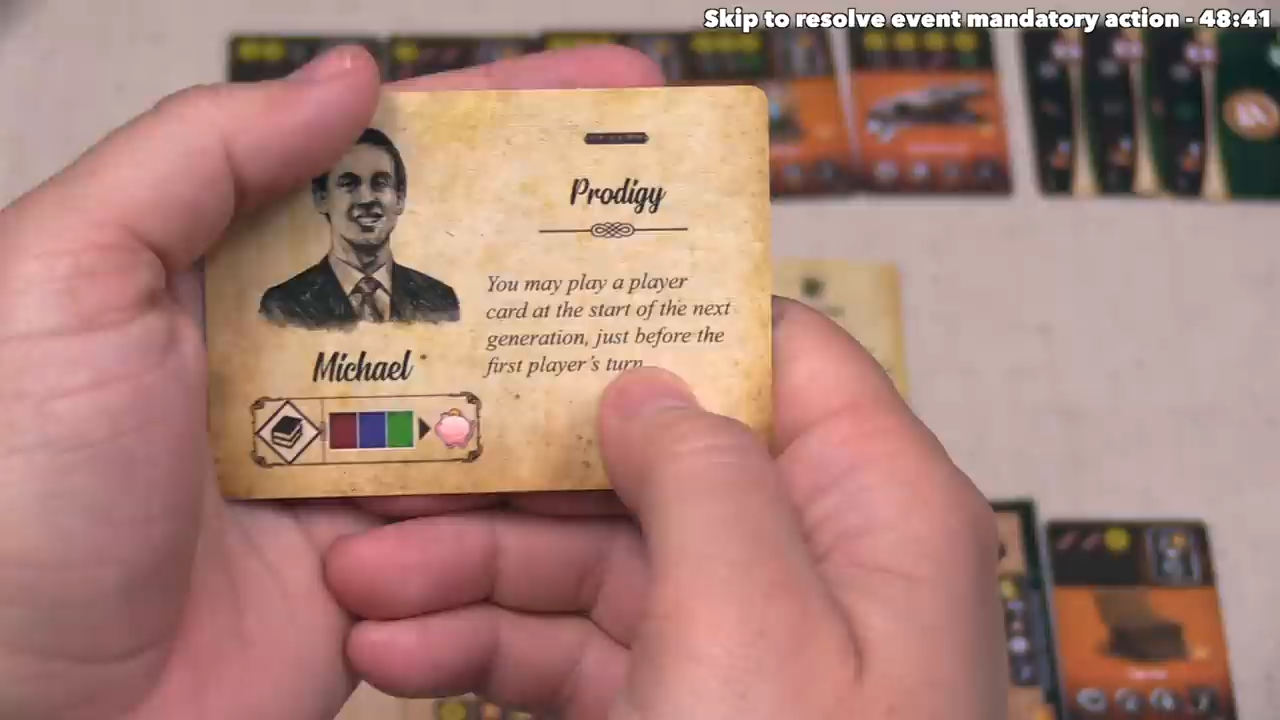 Skip to resolve event mandatory action - 48:41
Prodigy
You may play a player
card at the start of the next
generation, just before the
first player's turn
Michael